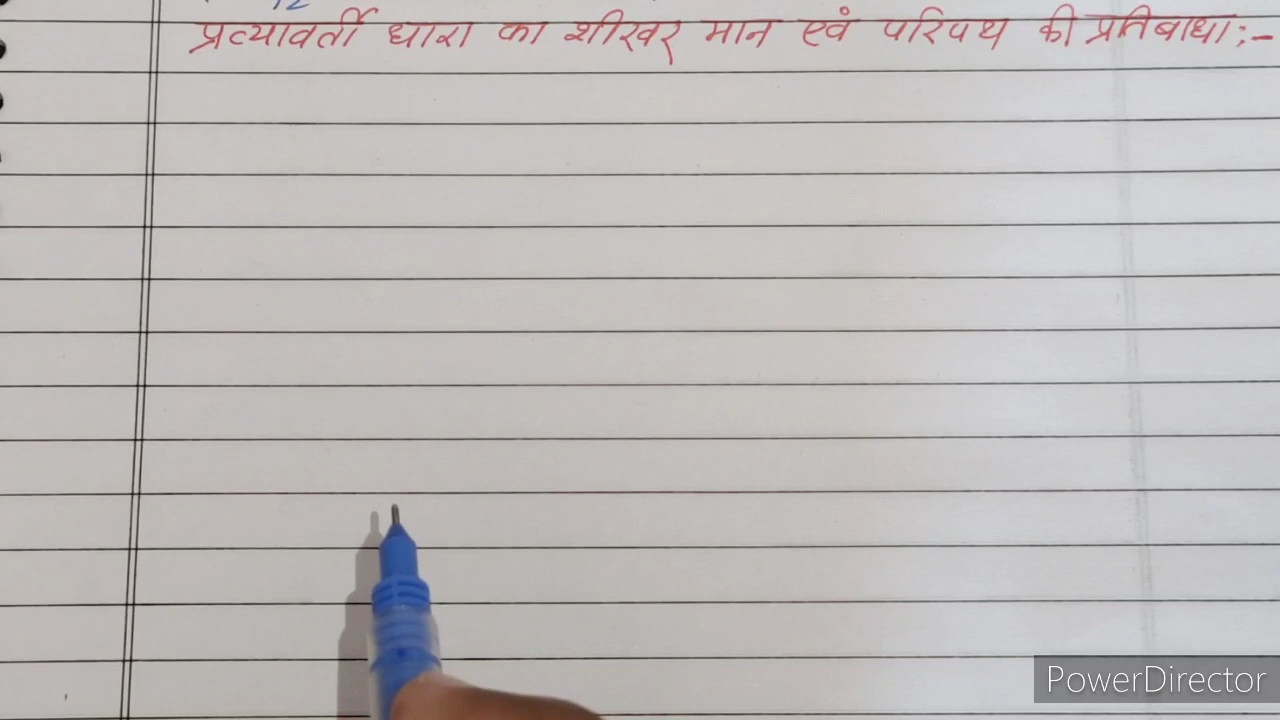 प्रत्यावर्ती धारा का शीखर मान एवं परिपथ की प्रतिबाधा :-
PowerDirector